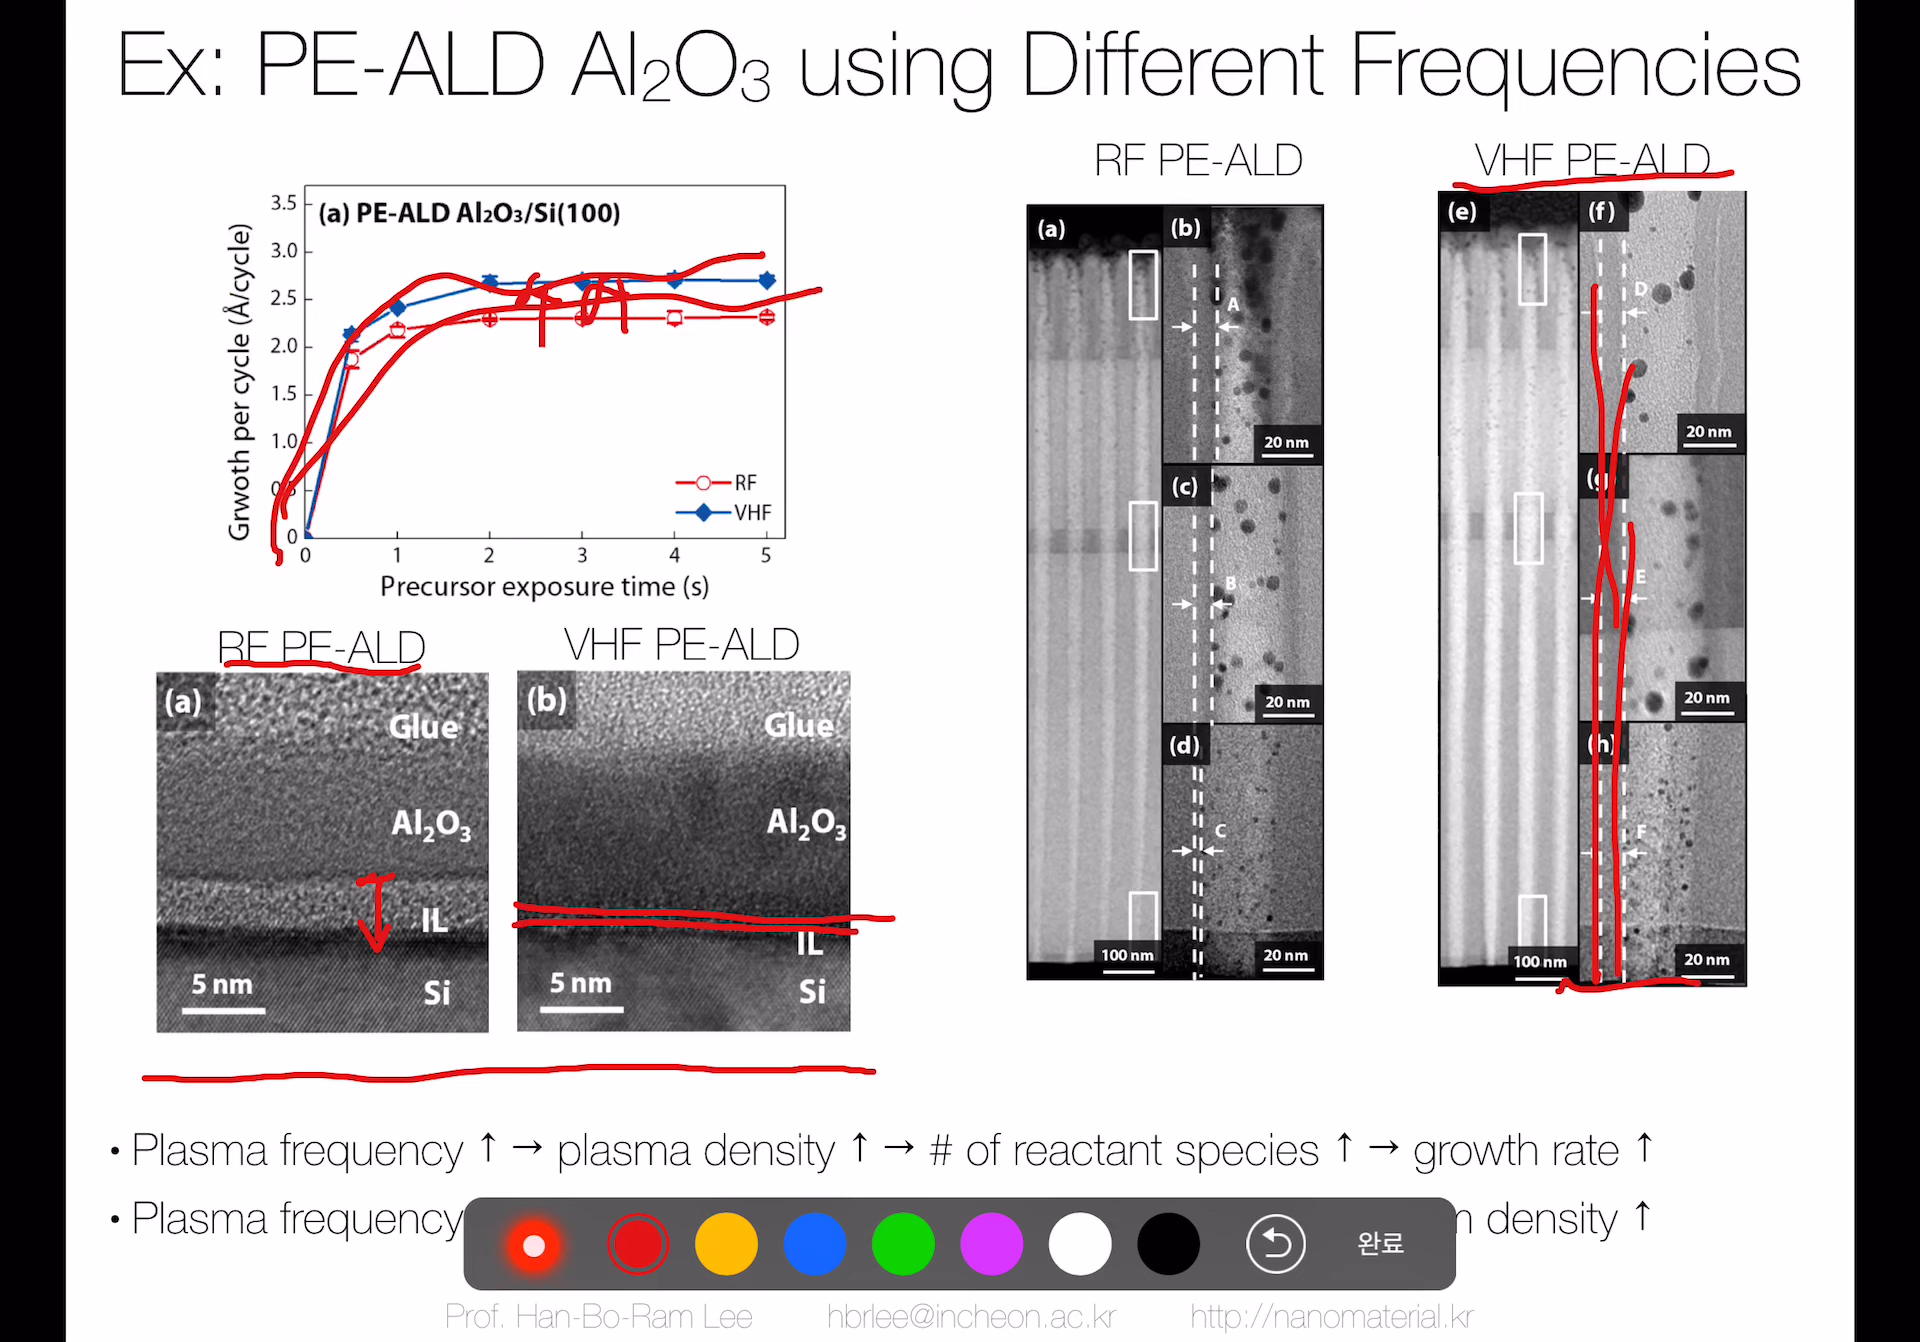 Ex: PE-ALD Al₂O₃ using Different Frequencies
RF PE-ALD
VHF PE-ALD
(a) PE-ALD Al₂O₃/Si(100)
Grwoth per cycle (Å/cycle)
3.5
3.0
2.5
2.0
1.5
1.0
0
RF
VHF
0 1 2 3 4 5
Precursor exposure time (s)
RF PE-ALD
VHF PE-ALD
(a)
Glue
Al₂O₃
IL
Si
5 nm
(b)
Glue
Al₂O₃
IL
Si
5 nm
(a)
100 nm
(b)
A
20 nm
(c)
B
20 nm
(d)
C
20 nm
(e)
100 nm
(f)
D
20 nm
(g)
E
20 nm
(h)
F
20 nm
• Plasma frequency ↑ → plasma density ↑ → # of reactant species ↑ → growth rate ↑
• Plasma frequency density ↑
완료
Prof. Han-Bo-Ram Lee hbrlee@incheon.ac.kr http://nanomaterial.kr